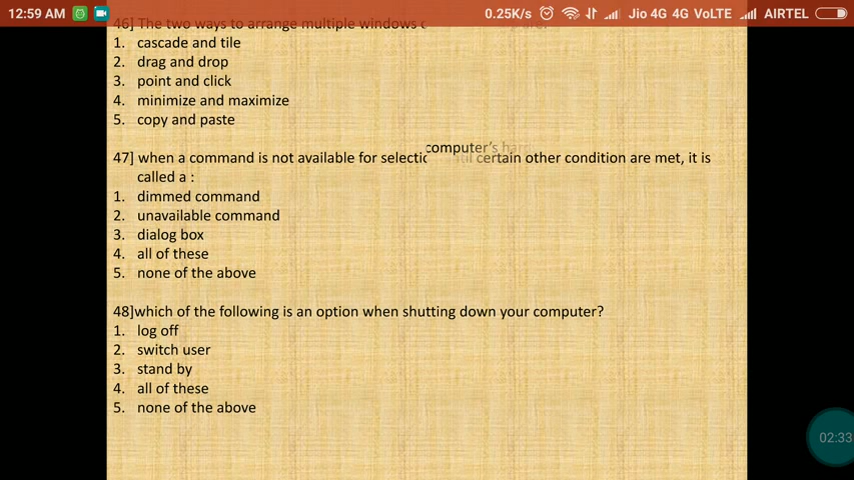 12:59 AM 0.25K/s Jio 4G 4G VoLTE AIRTEL
46] The two ways to arrange multiple windows
1. cascade and tile
2. drag and drop
3. point and click
4. minimize and maximize
5. copy and paste
computer's
47] when a command is not available for certain other condition are met, it is
called a :
1. dimmed command
2. unavailable command
3. dialog box
4. all of these
5. none of the above
48]which of the following is an option when shutting down your computer?
1. log off
2. switch user
3. stand by
4. all of these
5. none of the above
02:33